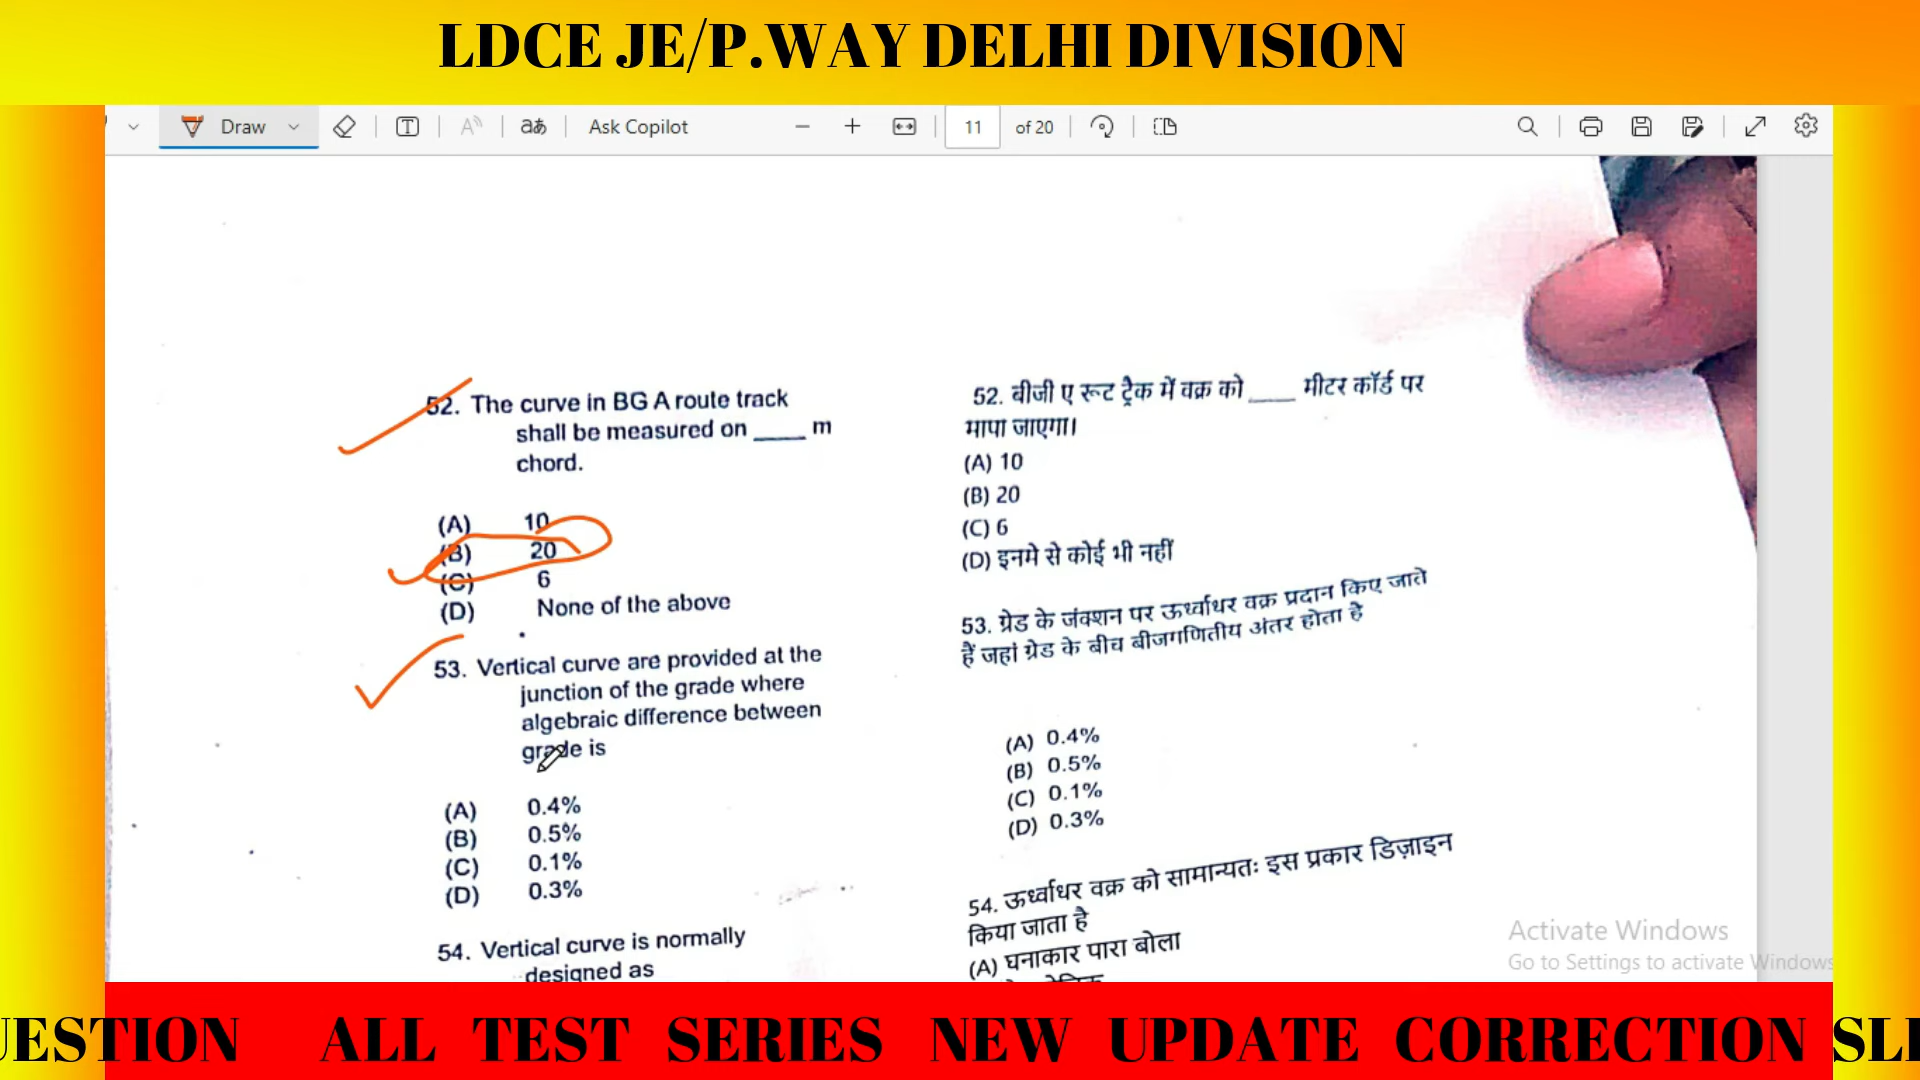 LDCE JE/P.WAY DELHI DIVISION
Draw
Ask Copilot
11 of 20
52. The curve in BG A route track
shall be measured on ____ m
chord.
(A) 10
(B) 20
(C) 6
(D) None of the above
53. Vertical curve are provided at the
junction of the grade where
algebraic difference between
grade is
(A) 0.4%
(B) 0.5%
(C) 0.1%
(D) 0.3%
54. Vertical curve is normally
designed as
52. बीजी ए रूट ट्रैक में वक्र को ____ मीटर कॉर्ड पर
मापा जाएगा।
(A) 10
(B) 20
(C) 6
(D) इनमे से कोई भी नहीं
53. ग्रेड के जंक्शन पर ऊर्ध्वाधर वक्र प्रदान किए जाते
हैं जहां ग्रेड के बीच बीजगणितीय अंतर होता है
(A) 0.4%
(B) 0.5%
(C) 0.1%
(D) 0.3%
54. ऊर्ध्वाधर वक्र को सामान्यतः इस प्रकार डिज़ाइन
किया जाता है
(A) घनाकार पारा बोला
Activate Windows
Go to Settings to activate Windows
UESTION ALL TEST SERIES NEW UPDATE CORRECTION SLI